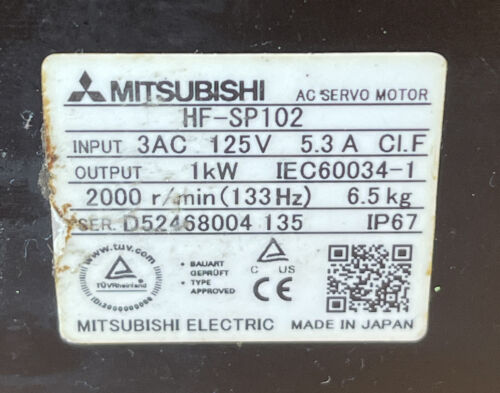 MITSUBISHI AC SERVO MOTOR
HF-SP102
INPUT 3AC 125V 5.3 A Cl.F
OUTPUT 1kW IEC60034-1
2000 r/min(133Hz) 6.5kg
SER. D52468004 135 IP67
www.tuv.com
TÜVRheinland
• BAUART
GEPRÜFT
• TYPE
APPROVED
C US
CE
MITSUBISHI ELECTRIC MADE IN JAPAN